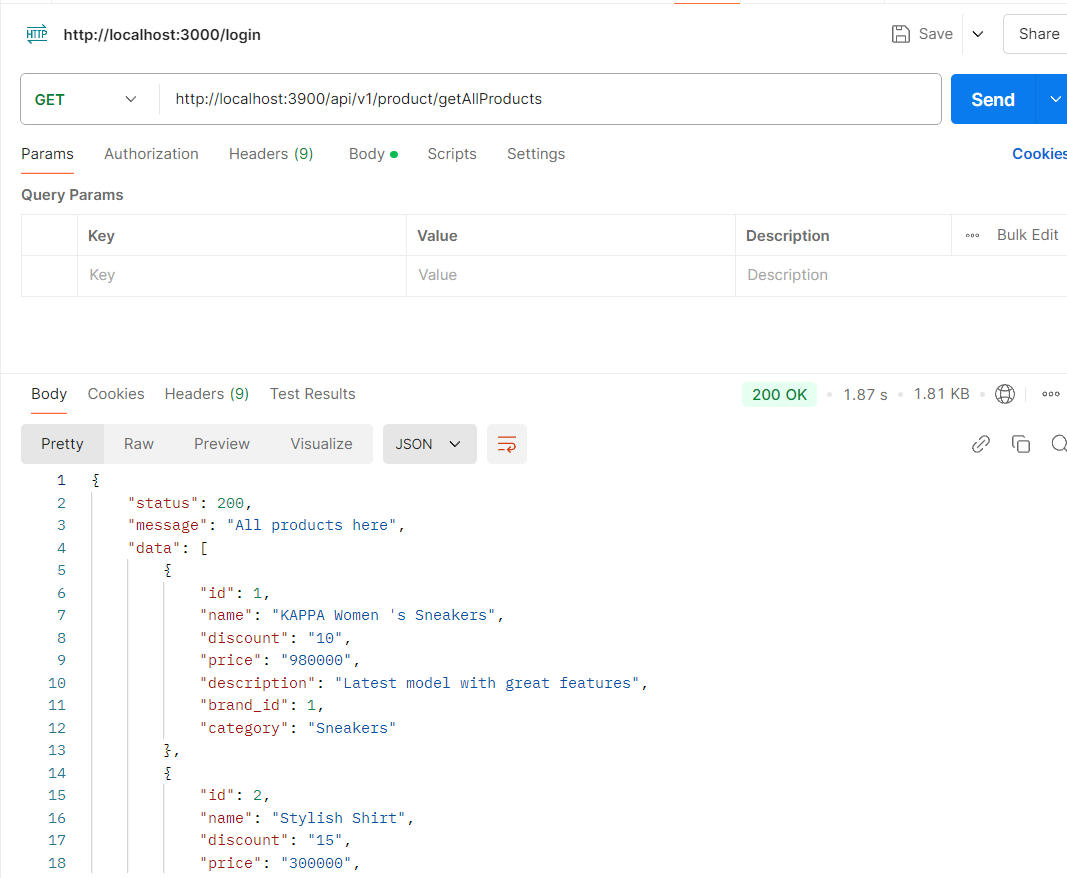 HTTP http://localhost:3000/login Save Share
GET http://localhost:3900/api/v1/product/getAllProducts Send
Params Authorization Headers (9) Body Scripts Settings Cookies
Query Params
Key Value Description Bulk Edit
Key Value Description
Body Cookies Headers (9) Test Results 200 OK 1.87 s 1.81 KB
Pretty Raw Preview Visualize JSON
1 {
2 "status": 200,
3 "message": "All products here",
4 "data": [
5 {
6 "id": 1,
7 "name": "KAPPA Women 's Sneakers",
8 "discount": "10",
9 "price": "980000",
10 "description": "Latest model with great features",
11 "brand_id": 1,
12 "category": "Sneakers"
13 },
14 {
15 "id": 2,
16 "name": "Stylish Shirt",
17 "discount": "15",
18 "price": "300000",